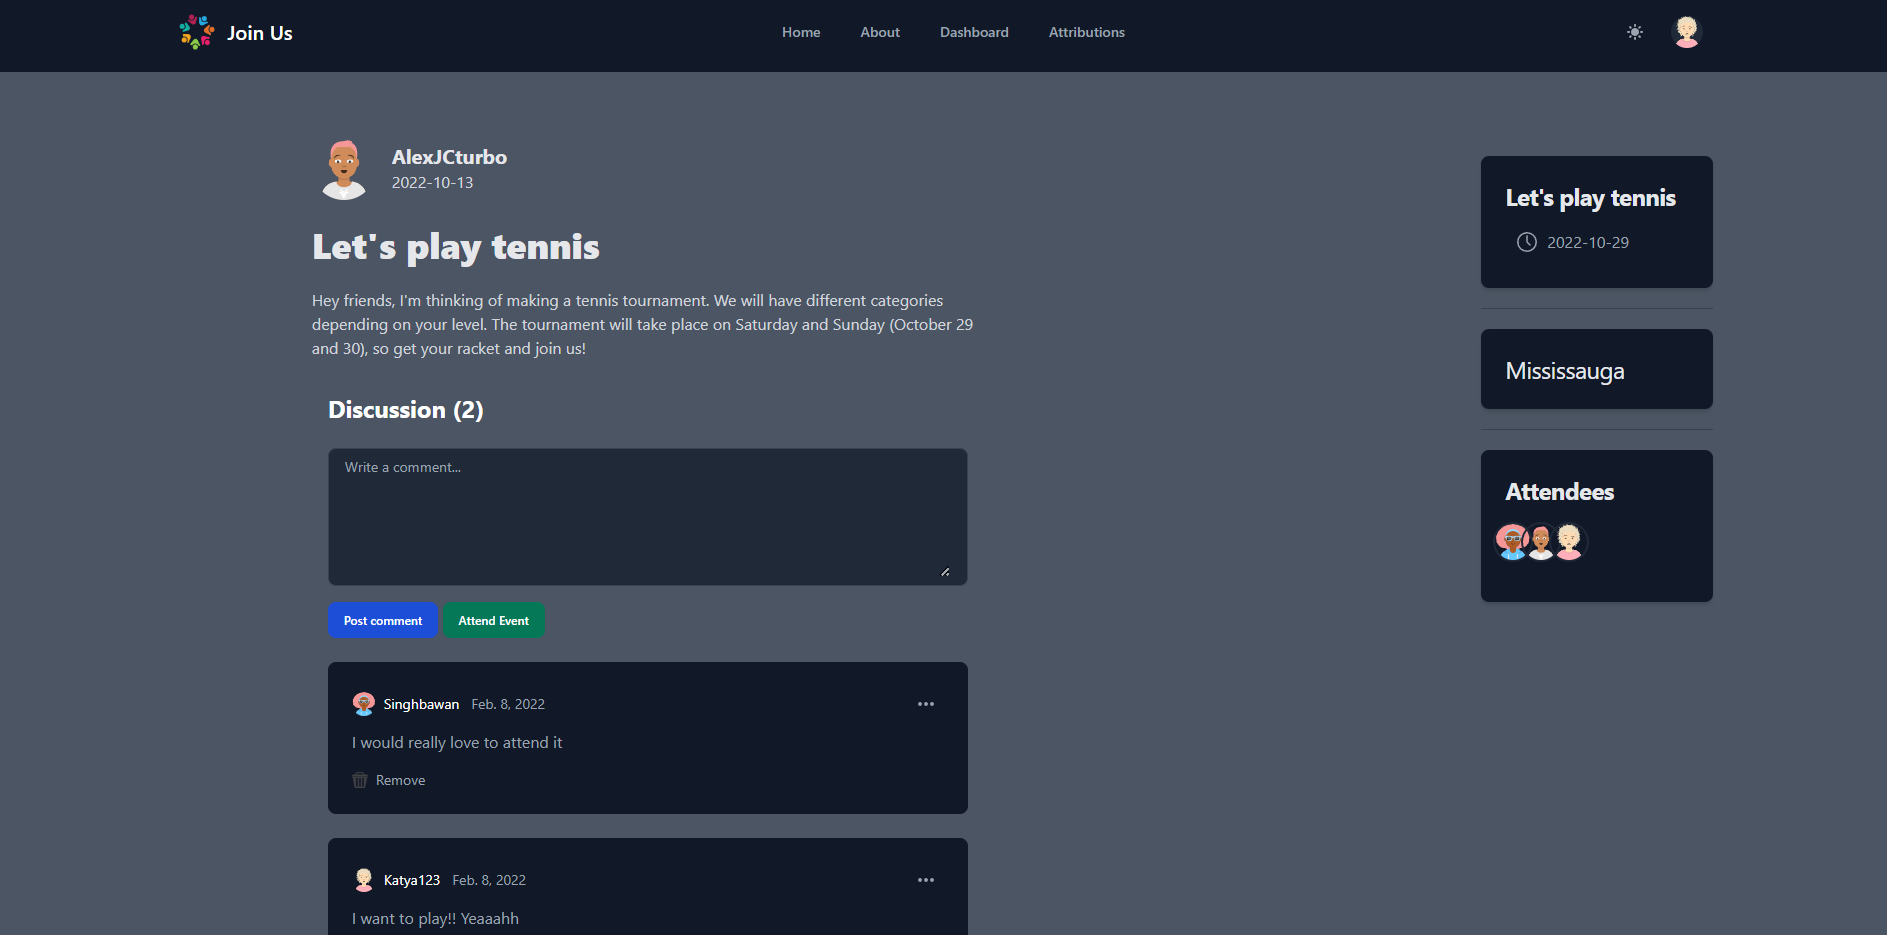 Join Us
Home
About
Dashboard
Attributions
AlexJCturbo
2022-10-13
Let's play tennis
Hey friends, I'm thinking of making a tennis tournament. We will have different categories
depending on your level. The tournament will take place on Saturday and Sunday (October 29
and 30), so get your racket and join us!
Discussion (2)
Write a comment...
Post comment
Attend Event
Singhbawan Feb. 8, 2022
I would really love to attend it
Remove
Katya123 Feb. 8, 2022
I want to play!! Yeaaahh
Let's play tennis
2022-10-29
Mississauga
Attendees